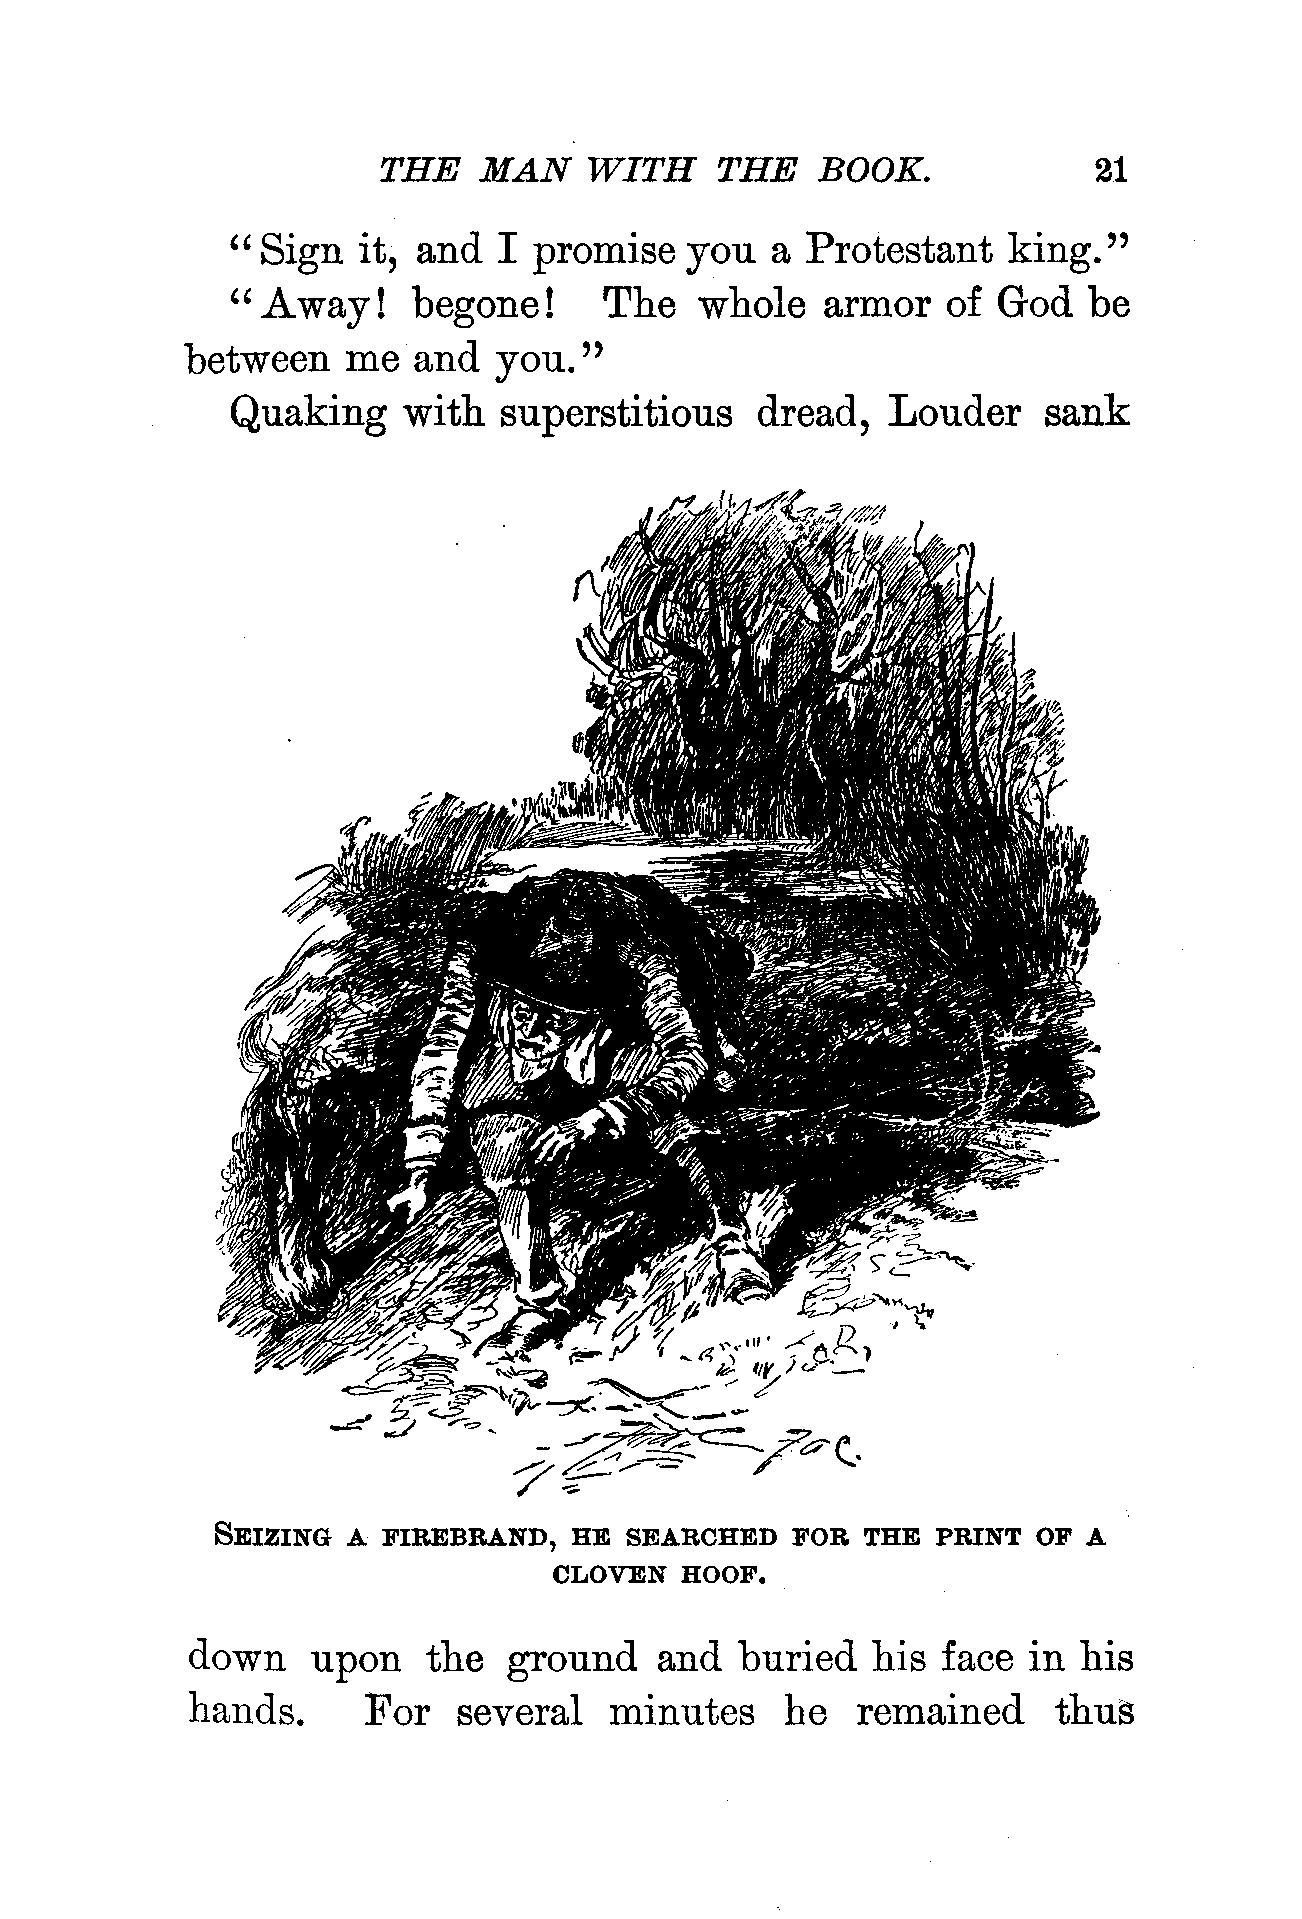 THE MAN WITH THE BOOK. 21
“Sign it, and I promise you a Protestant king.”
“Away! begone! The whole armor of God be
between me and you.”
Quaking with superstitious dread, Louder sank
SEIZING A FIREBRAND, HE SEARCHED FOR THE PRINT OF A
CLOVEN HOOF.
down upon the ground and buried his face in his
hands. For several minutes he remained thus